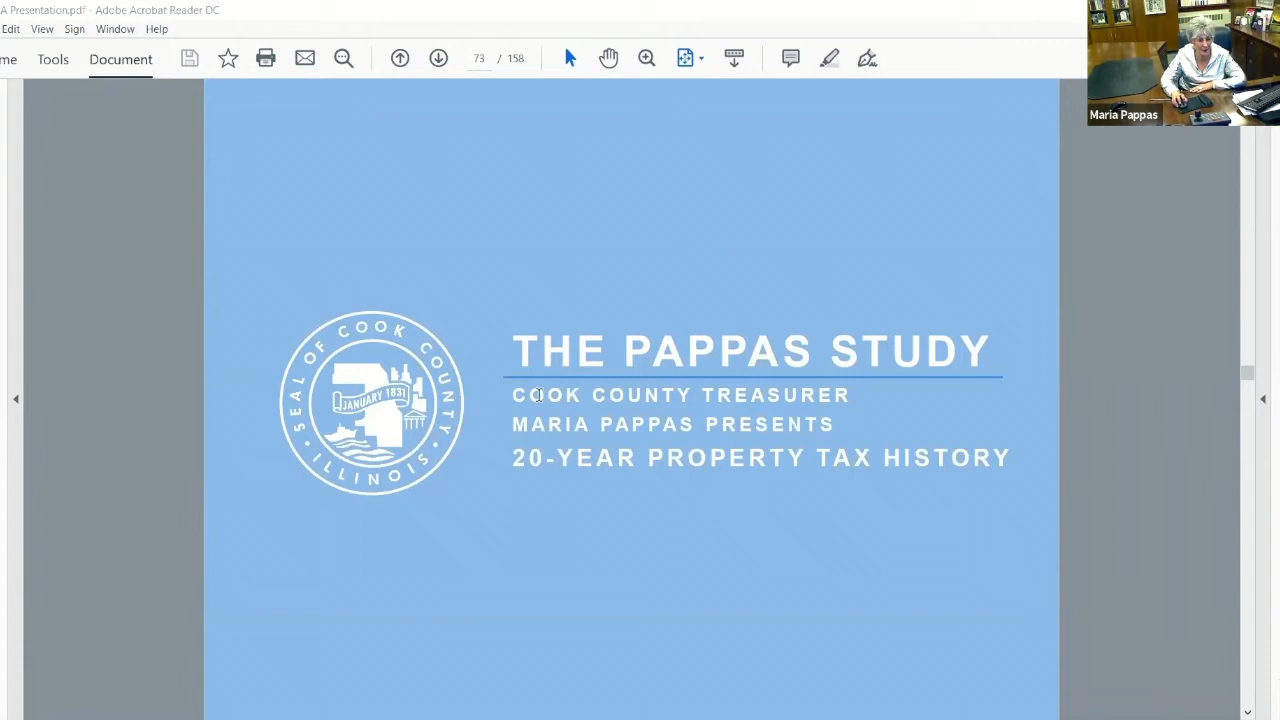 A Presentation.pdf - Adobe Acrobat Reader DC
Edit View Sign Window Help
me Tools Document 73 / 158
Maria Pappas
SEAL OF COOK COUNTY
JANUARY 1831
ILLINOIS
THE PAPPAS STUDY
COOK COUNTY TREASURER
MARIA PAPPAS PRESENTS
20-YEAR PROPERTY TAX HISTORY